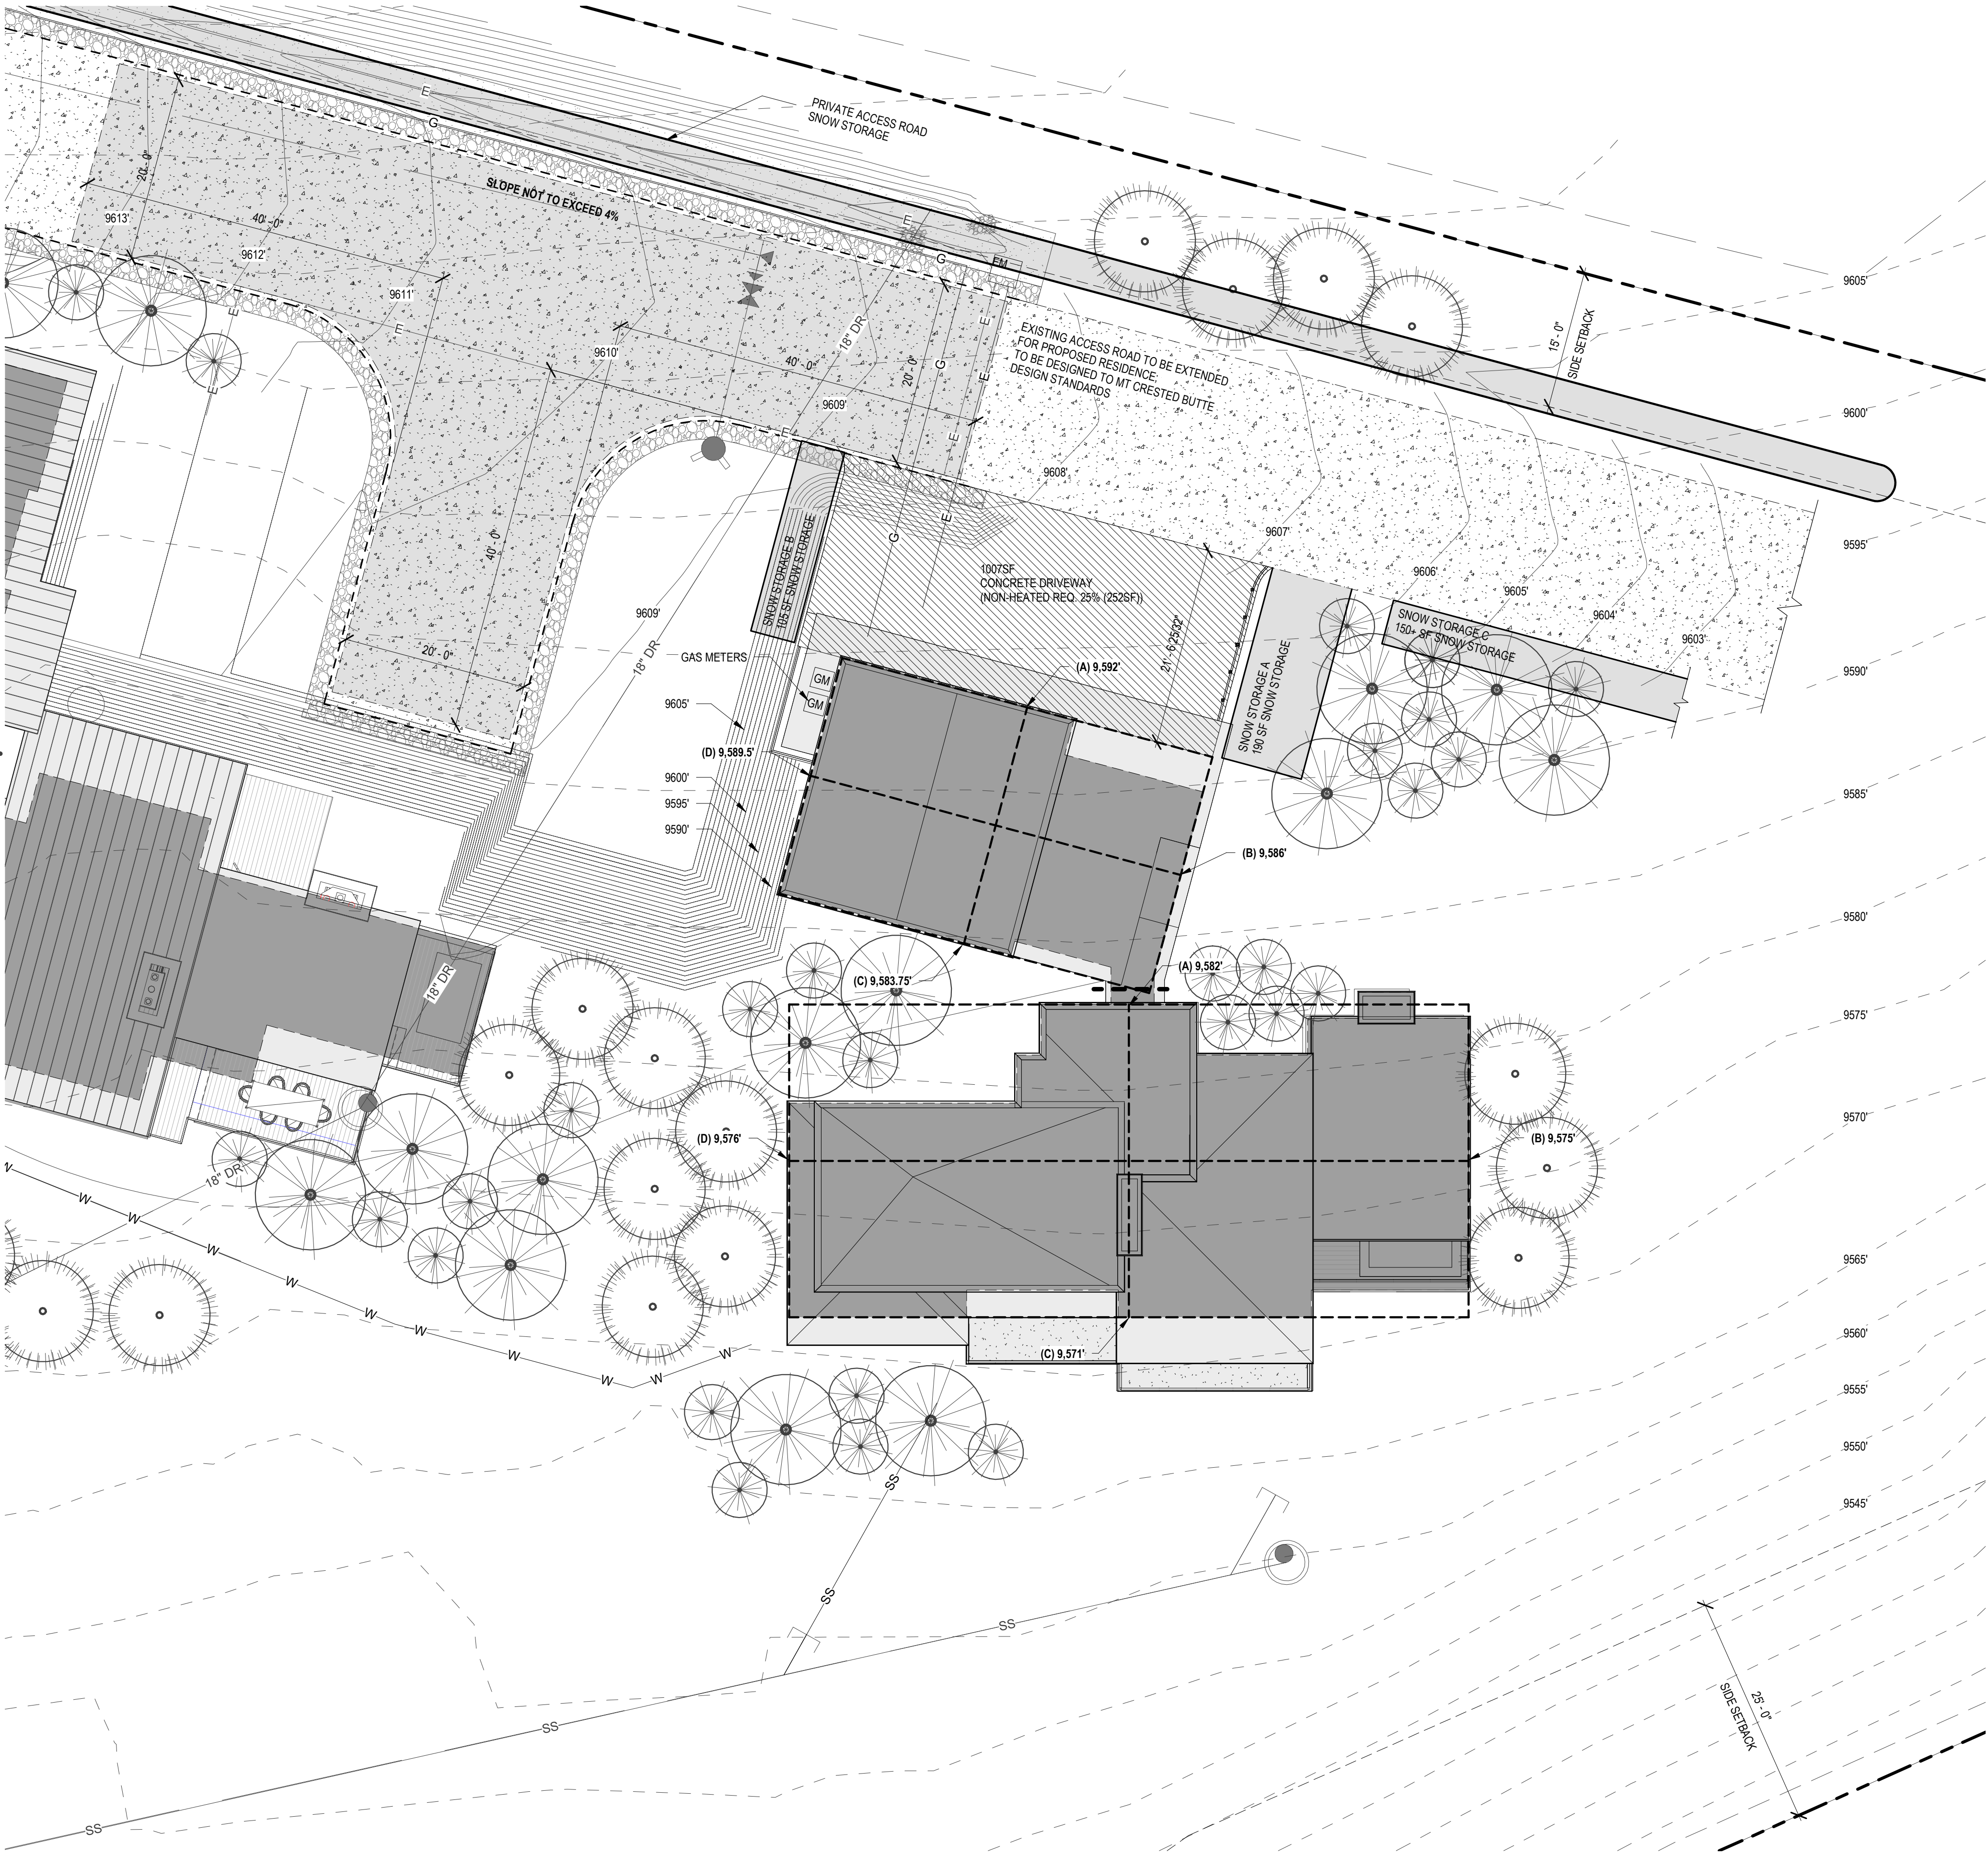 PRIVATE ACCESS ROAD
SNOW STORAGE
E
G
20' - 0"
SLOPE NOT TO EXCEED 4%
9613'
40' - 0"
9612'
9611'
E
G
EM
E
E
18" DR
9610'
40' - 0"
20' - 0"
G
E
E
9609'
E
E
E
EXISTING ACCESS ROAD TO BE EXTENDED
FOR PROPOSED RESIDENCE;
TO BE DESIGNED TO MT CRESTED BUTTE
DESIGN STANDARDS
15' - 0"
SIDE SETBACK
9605'
9600'
9595'
9590'
9585'
9580'
9575'
9570'
9565'
9560'
9555'
9550'
9545'
9608'
9607'
9606'
9605'
9604'
9603'
E
G
SNOW STORAGE B
105 SF SNOW STORAGE
1007SF
CONCRETE DRIVEWAY
(NON-HEATED REQ. 25% (252SF))
21' - 6 25/32"
SNOW STORAGE A
190 SF SNOW STORAGE
SNOW STORAGE C
150+ SF SNOW STORAGE
40' - 0"
20' - 0"
9609'
18" DR
GAS METERS
GM
GM
(A) 9,592'
9605'
(D) 9,589.5'
9600'
9595'
9590'
(B) 9,586'
(C) 9,583.75'
(A) 9,582'
18" DR
(D) 9,576'
(B) 9,575'
(C) 9,571'
18" DR
W
W
W
W
W
W
W
W
W
W
W
SS
SS
SS
SS
SS
25' - 0"
SIDE SETBACK